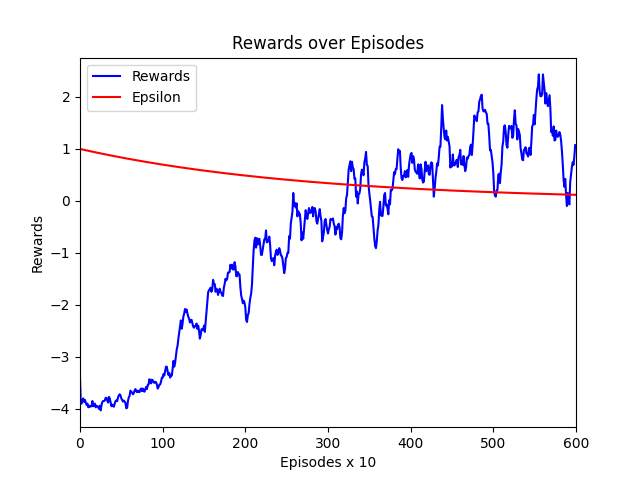 Rewards over Episodes
Rewards
Epsilon
2
1
0
−1
−2
−3
−4
Rewards
0 100 200 300 400 500 600
Episodes x 10